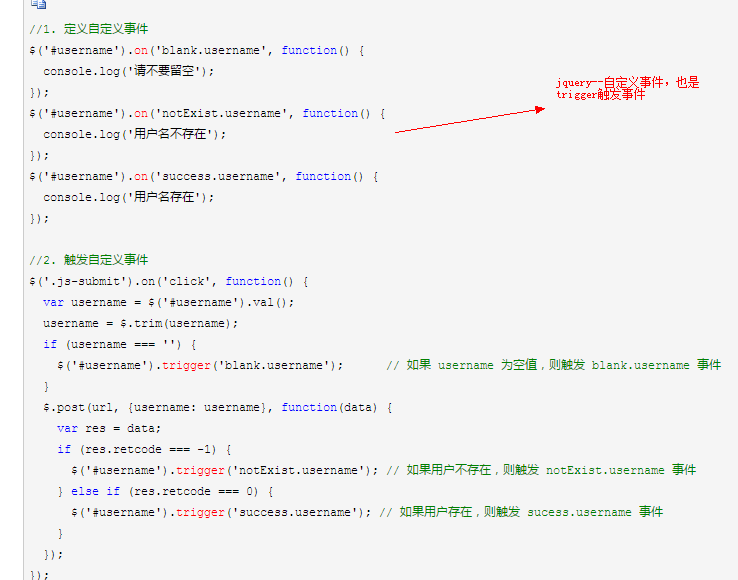 //1. 定义自定义事件
$('#username').on('blank.username', function() {
  console.log('请不要留空');
});
$('#username').on('notExist.username', function() {
  console.log('用户名不存在');
});
$('#username').on('success.username', function() {
  console.log('用户名存在');
});
jquery--自定义事件，也是
trigger触发事件
//2. 触发自定义事件
$('.js-submit').on('click', function() {
  var username = $('#username').val();
  username = $.trim(username);
  if (username === '') {
    $('#username').trigger('blank.username');      // 如果 username 为空值，则触发 blank.username 事件
  }
  $.post(url, {username: username}, function(data) {
    var res = data;
    if (res.retcode === -1) {
      $('#username').trigger('notExist.username'); // 如果用户不存在，则触发 notExist.username 事件
    } else if (res.retcode === 0) {
      $('#username').trigger('success.username'); // 如果用户存在，则触发 sucess.username 事件
    }
  });
});